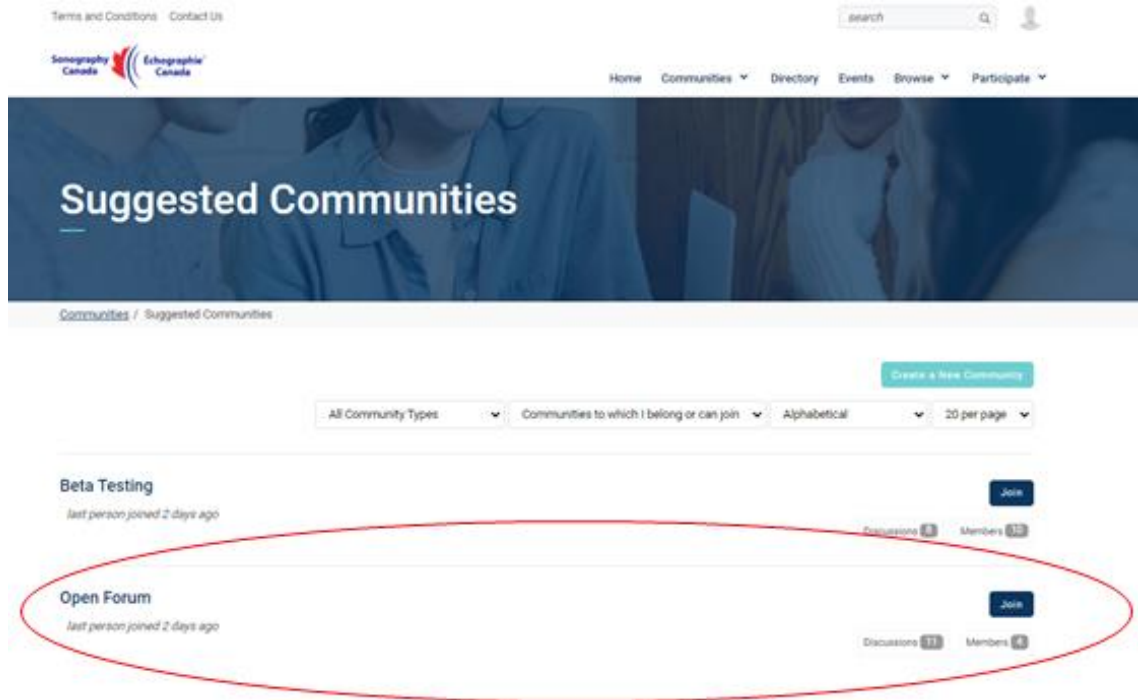 Terms and Conditions Contact Us search
Sonography Canada Échographie Canada
Home Communities Directory Events Browse Participate
Suggested Communities
Communities / Suggested Communities
Create a New Community
All Community Types Communities to which I belong or can join Alphabetical 20 per page
Beta Testing Join
last person joined 2 days ago
Discussions Members
Open Forum Join
last person joined 2 days ago
Discussions 11 Members 4